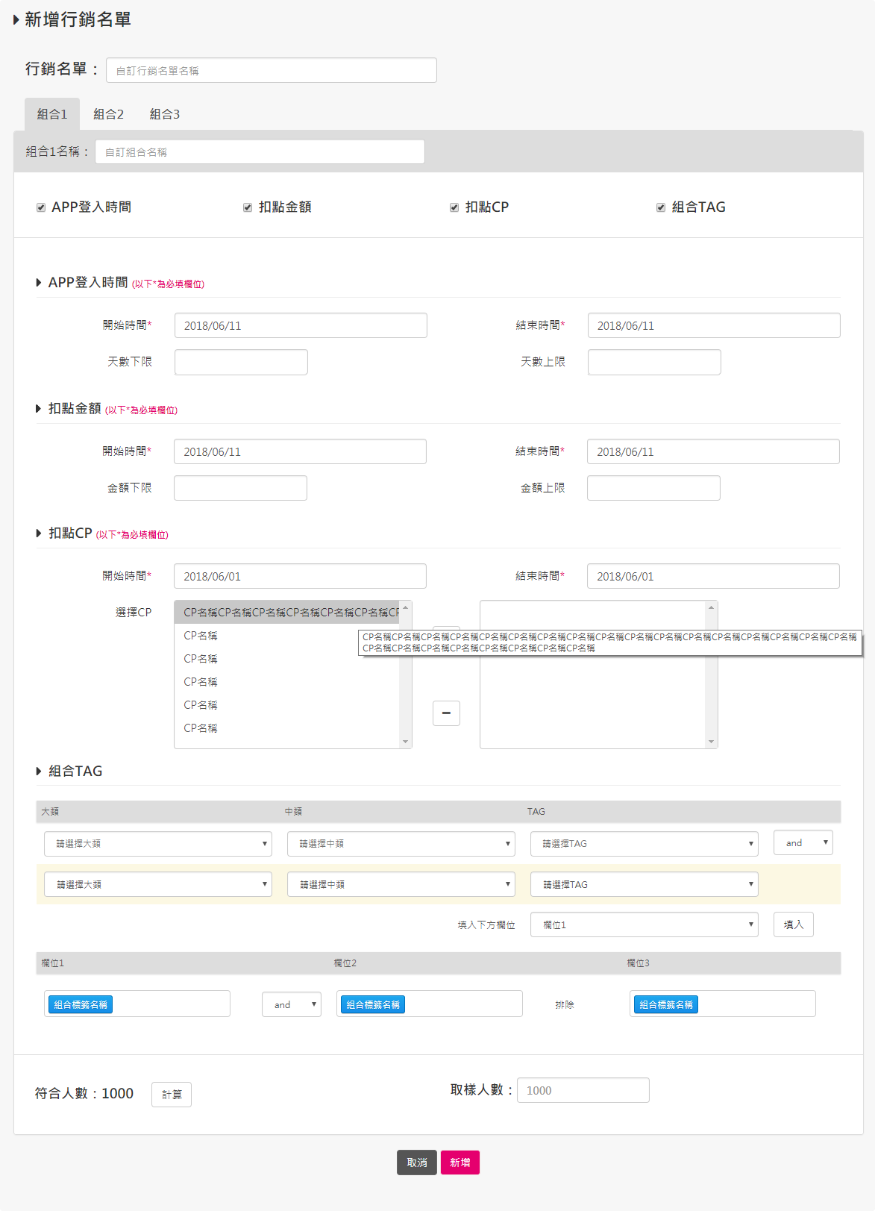 新增行銷名單
行銷名單： 自訂行銷名單名稱
組合1 組合2 組合3
組合1名稱： 自訂組合名稱
APP登入時間 扣點金額 扣點CP 組合TAG
APP登入時間 (以下*為必填欄位)
開始時間* 2018/06/11 結束時間* 2018/06/11
天數下限 天數上限
扣點金額 (以下*為必填欄位)
開始時間* 2018/06/11 結束時間* 2018/06/11
金額下限 金額上限
扣點CP (以下*為必填欄位)
開始時間* 2018/06/01 結束時間* 2018/06/01
選擇CP CP名稱CP名稱CP名稱CP名稱CP名稱CP名稱CP
CP名稱
CP名稱CP名稱CP名稱CP名稱CP名稱CP名稱CP名稱CP名稱CP名稱CP名稱CP名稱CP名稱CP名稱CP名稱CP名稱CP名稱CP名稱
CP名稱CP名稱CP名稱CP名稱CP名稱CP名稱CP名稱CP名稱
CP名稱
CP名稱
CP名稱
CP名稱
組合TAG
大類 中類 TAG
請選擇大類 請選擇中類 請選擇TAG and
請選擇大類 請選擇中類 請選擇TAG
填入下方欄位 欄位1 填入
欄位1 欄位2 欄位3
組合標籤名稱 and 組合標籤名稱 排除 組合標籤名稱
符合人數：1000 計算 取樣人數： 1000
取消 新增